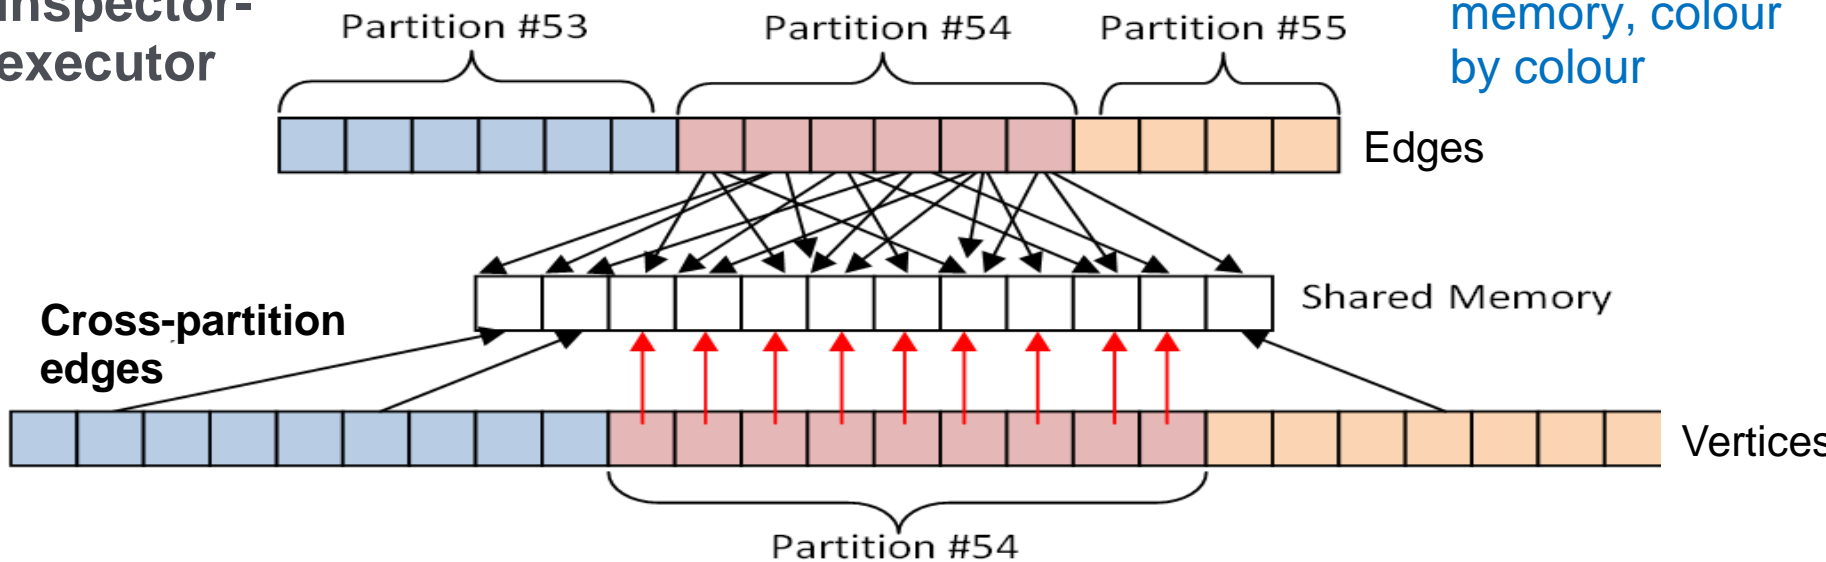 Inspector-
executor
Partition #53
Partition #54
Partition #55
memory, colour
by colour
Edges
Shared Memory
Cross-partition
edges
Vertices
Partition #54